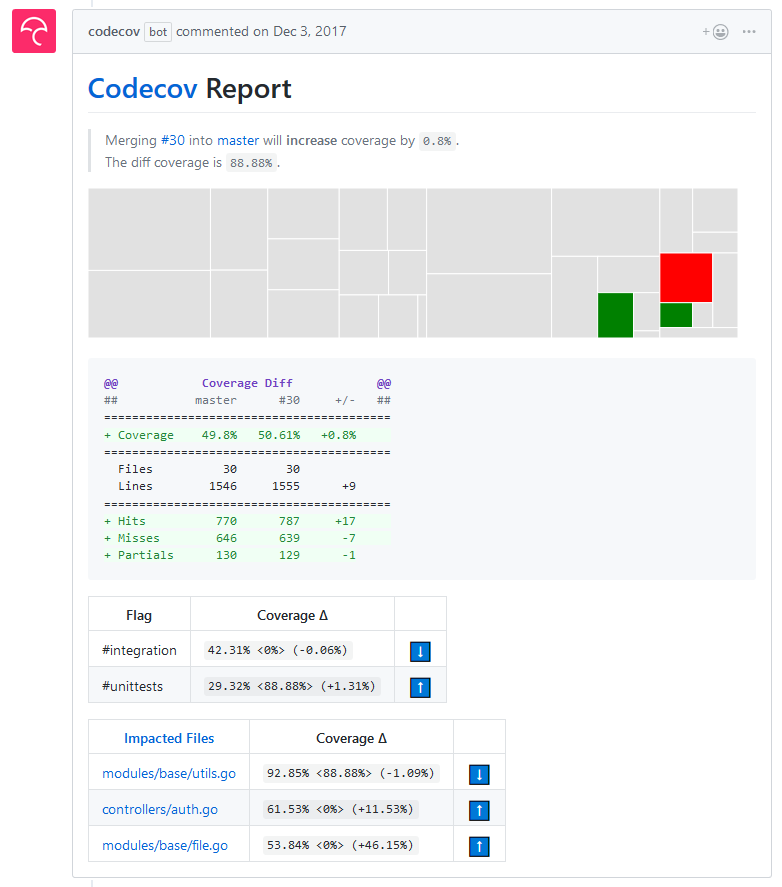 codecov bot commented on Dec 3, 2017
Codecov Report
Merging #30 into master will increase coverage by 0.8% .
The diff coverage is 88.88% .
@@ Coverage Diff @@
## master #30 +/- ##
=========================================
+ Coverage 49.8% 50.61% +0.8%
=========================================
Files 30 30
Lines 1546 1555 +9
=========================================
+ Hits 770 787 +17
+ Misses 646 639 -7
+ Partials 130 129 -1
Flag Coverage Δ
#integration 42.31% <0%> (-0.06%) ⬇
#unittests 29.32% <88.88%> (+1.31%) ⬆
Impacted Files Coverage Δ
modules/base/utils.go 92.85% <88.88%> (-1.09%) ⬇
controllers/auth.go 61.53% <0%> (+11.53%) ⬆
modules/base/file.go 53.84% <0%> (+46.15%) ⬆